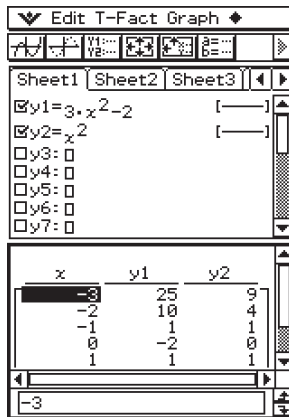 Edit T-Fact Graph
Sheet1 Sheet2 Sheet3
y1=3·x²-2 [—]
y2=x² [—]
y3:
y4:
y5:
y6:
y7:
x y1 y2
-3 25 9
-2 10 4
-1 1 1
0 -2 0
1 1 1
-3